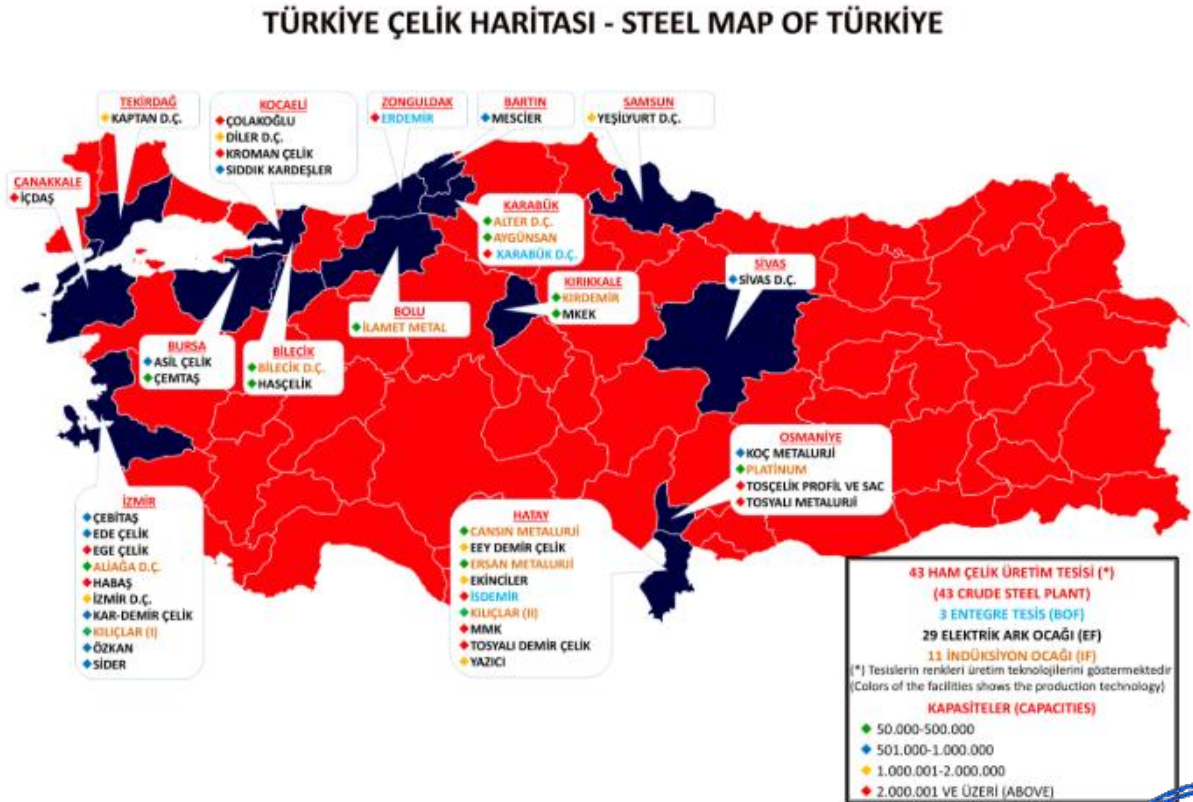 TÜRKİYE ÇELİK HARİTASI - STEEL MAP OF TÜRKİYE
TEKİRDAĞ
KAPTAN D.Ç.
KOCAELİ
ÇOLAKOĞLU
DİLER D.Ç.
KROMAN ÇELİK
SIDDIK KARDEŞLER
ZONGULDAK
ERDEMİR
BARTIN
MESCİER
SAMSUN
YEŞİLYURT D.Ç.
ÇANAKKALE
İÇDAŞ
KARABÜK
ALTER D.Ç.
AYGÜNSAN
KARABÜK D.Ç.
KIRIKKALE
KIRDEMİR
MKEK
SİVAS
SİVAS D.Ç.
BOLU
İLAMET METAL
BURSA
ASİL ÇELİK
ÇEMTAŞ
BİLECİK
BİLECİK D.Ç.
HASÇELİK
OSMANİYE
KOÇ METALURJİ
PLATİNUM
TOSÇELİK PROFİL VE SAC
TOSYALI METALURJİ
İZMİR
ÇEBİTAŞ
EDE ÇELİK
EGE ÇELİK
ALİAĞA D.Ç.
HABAŞ
İZMİR D.Ç.
KAR-DEMİR ÇELİK
KILIÇLAR (I)
ÖZKAN
SİDER
HATAY
CANSIN METALURJİ
EEY DEMİR ÇELİK
ERSAN METALURJİ
EKİNCİLER
İSDEMİR
KILIÇLAR (II)
MMK
TOSYALI DEMİR ÇELİK
YAZICI
43 HAM ÇELİK ÜRETİM TESİSİ (*)
(43 CRUDE STEEL PLANT)
3 ENTEGRE TESİS (BOF)
29 ELEKTRİK ARK OCAĞI (EF)
11 İNDÜKSİYON OCAĞI (IF)
(*) Tesislerin renkleri üretim teknolojilerini göstermektedir
(Colors of the facilities shows the production technology)
KAPASİTELER (CAPACITIES)
50.000-500.000
501.000-1.000.000
1.000.001-2.000.000
2.000.001 VE ÜZERİ (ABOVE)